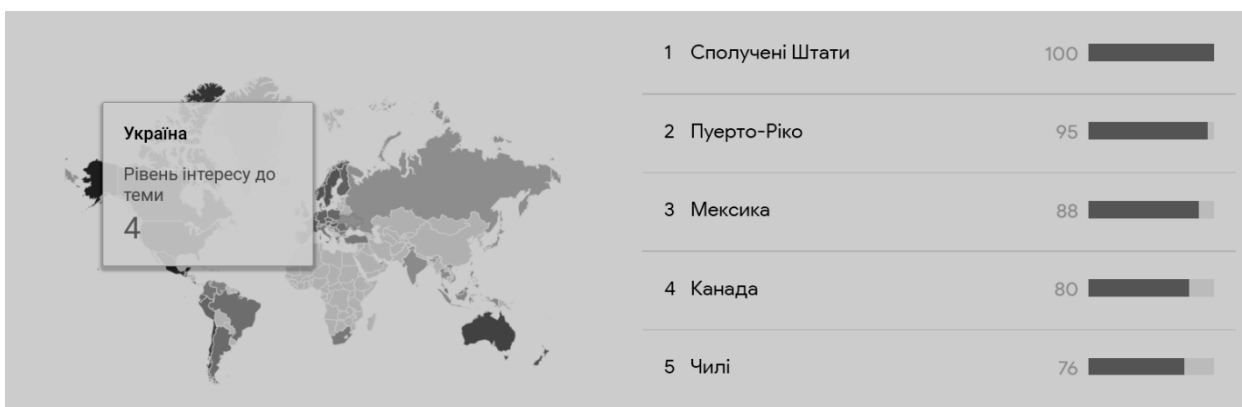 Україна
Рівень інтересу до
теми
4
1 Сполучені Штати 100
2 Пуерто-Ріко 95
3 Мексика 88
4 Канада 80
5 Чилі 76